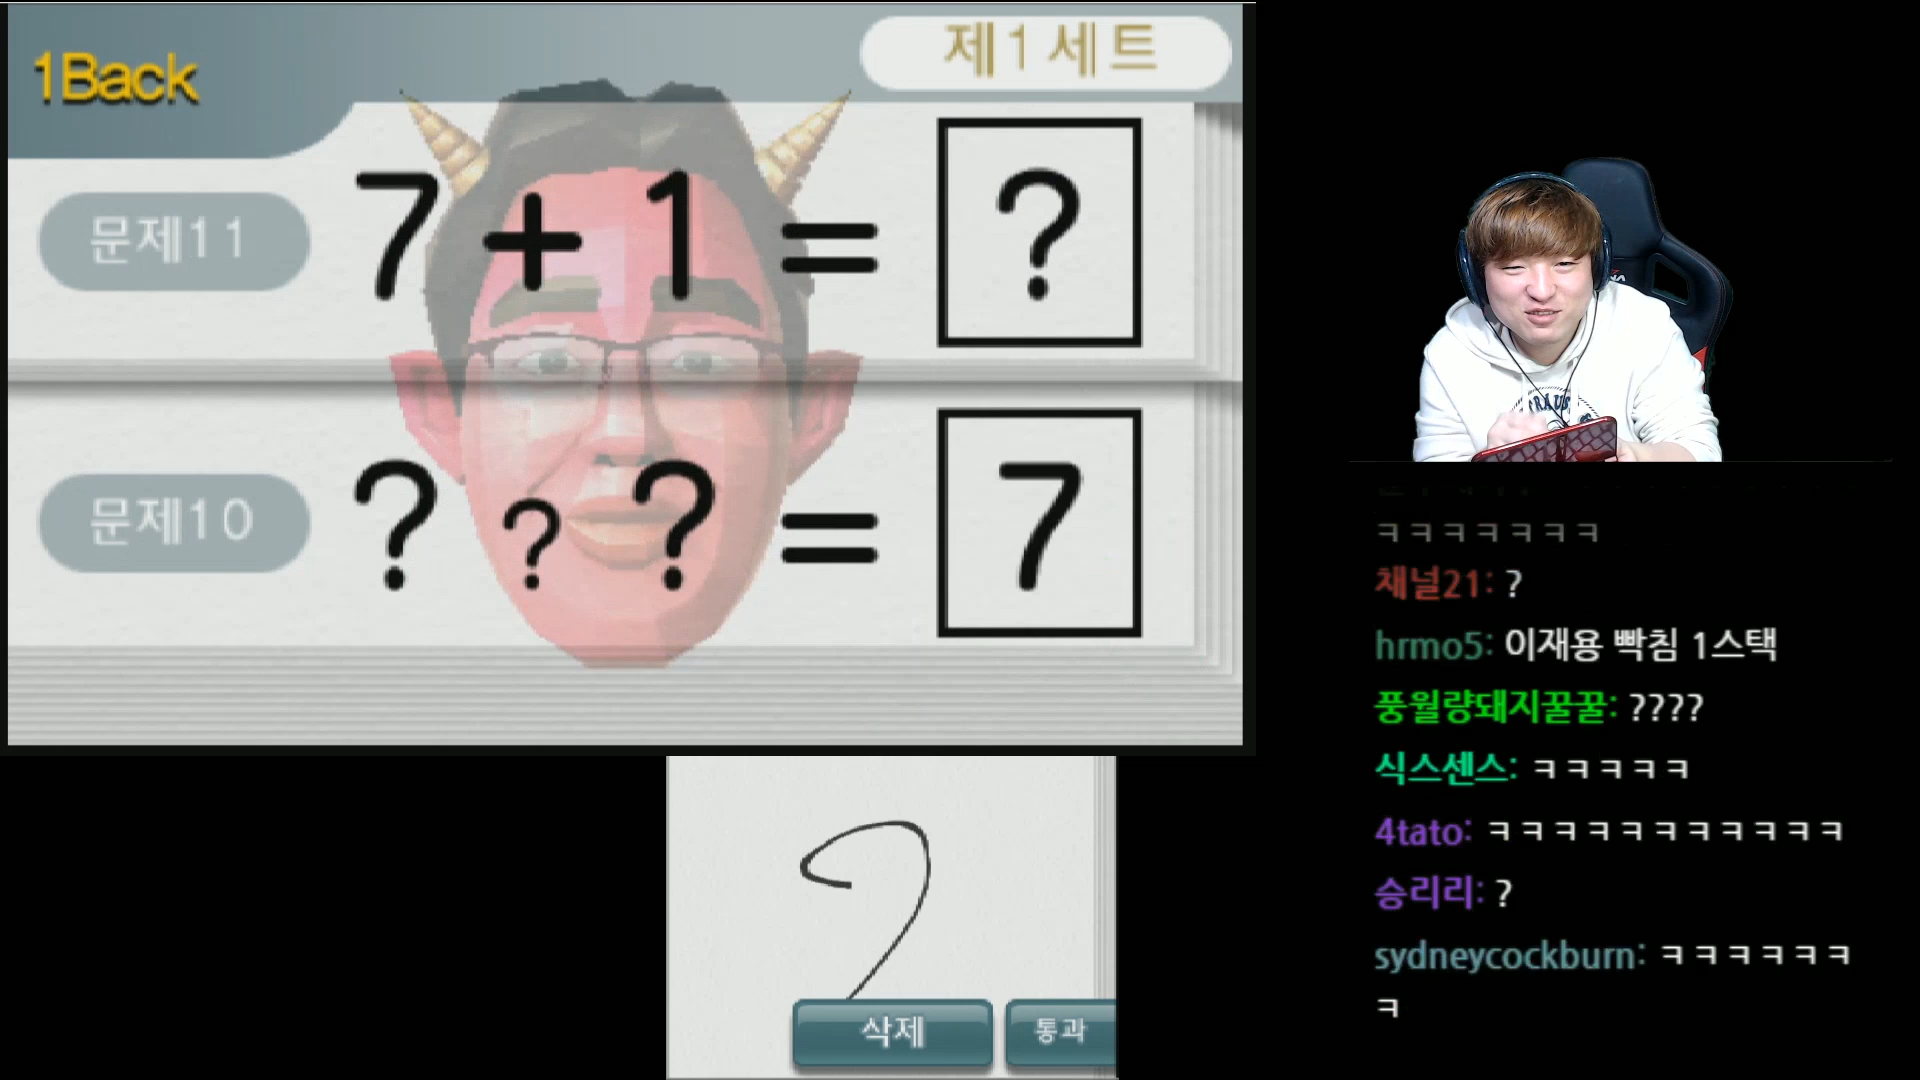 1Back
제1세트
문제11
7 + 1 = ?
문제10
? ? ? = 7
삭제
통과
ㅋㅋㅋㅋㅋㅋㅋ
채널21: ?
hrmo5: 이재용 빡침 1스택
풍월량돼지꿀꿀: ????
식스센스: ㅋㅋㅋㅋㅋ
4tato: ㅋㅋㅋㅋㅋㅋㅋㅋㅋㅋㅋ
승리리: ?
sydneycockburn: ㅋㅋㅋㅋㅋㅋ
ㅋ